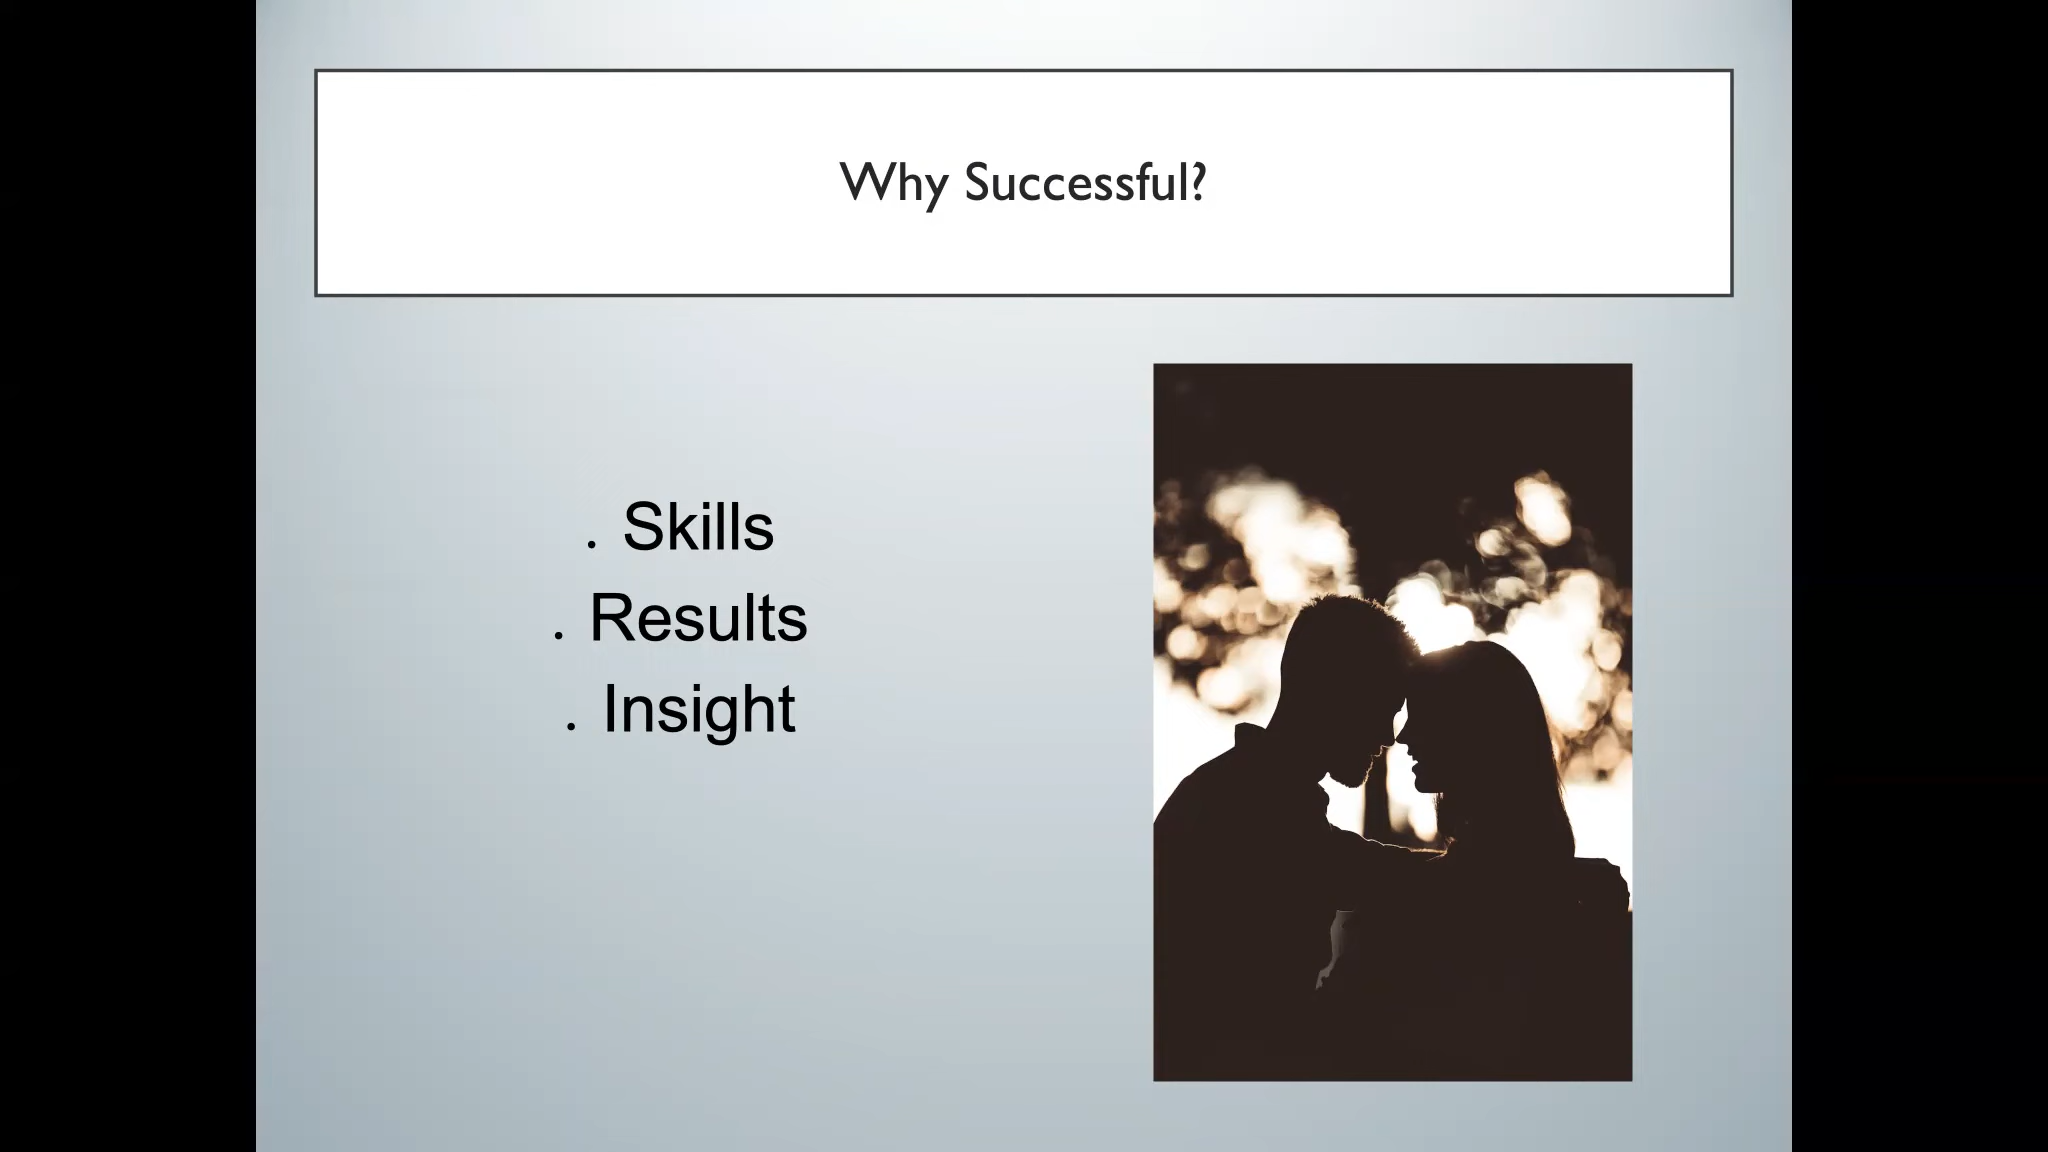 Why Successful?
. Skills
. Results
. Insight